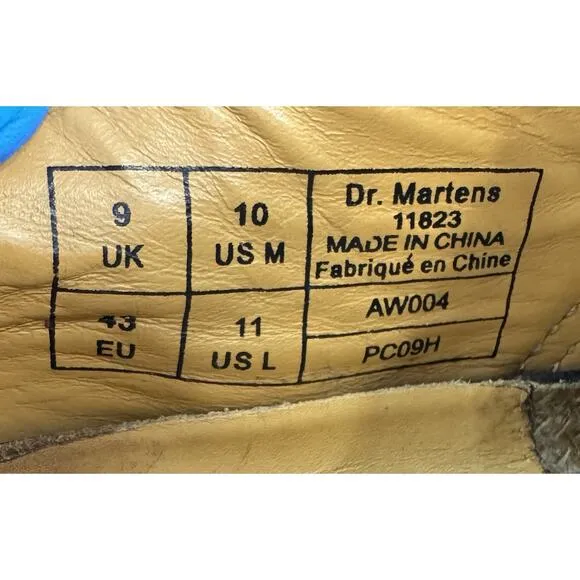 9
UK
10
US M
Dr. Martens
11823
MADE IN CHINA
Fabriqué en Chine
43
EU
11
US L
AW004
PC09H